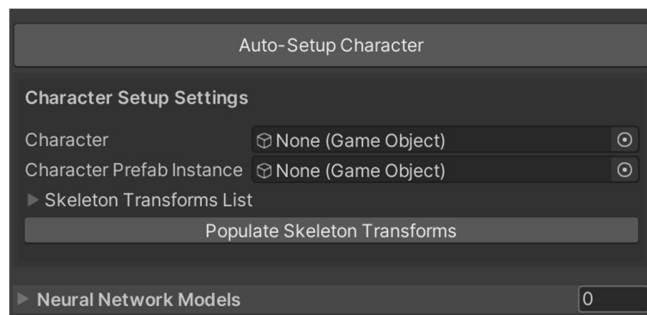 Auto-Setup Character
Character Setup Settings
Character None (Game Object)
Character Prefab Instance None (Game Object)
Skeleton Transforms List
Populate Skeleton Transforms
Neural Network Models 0